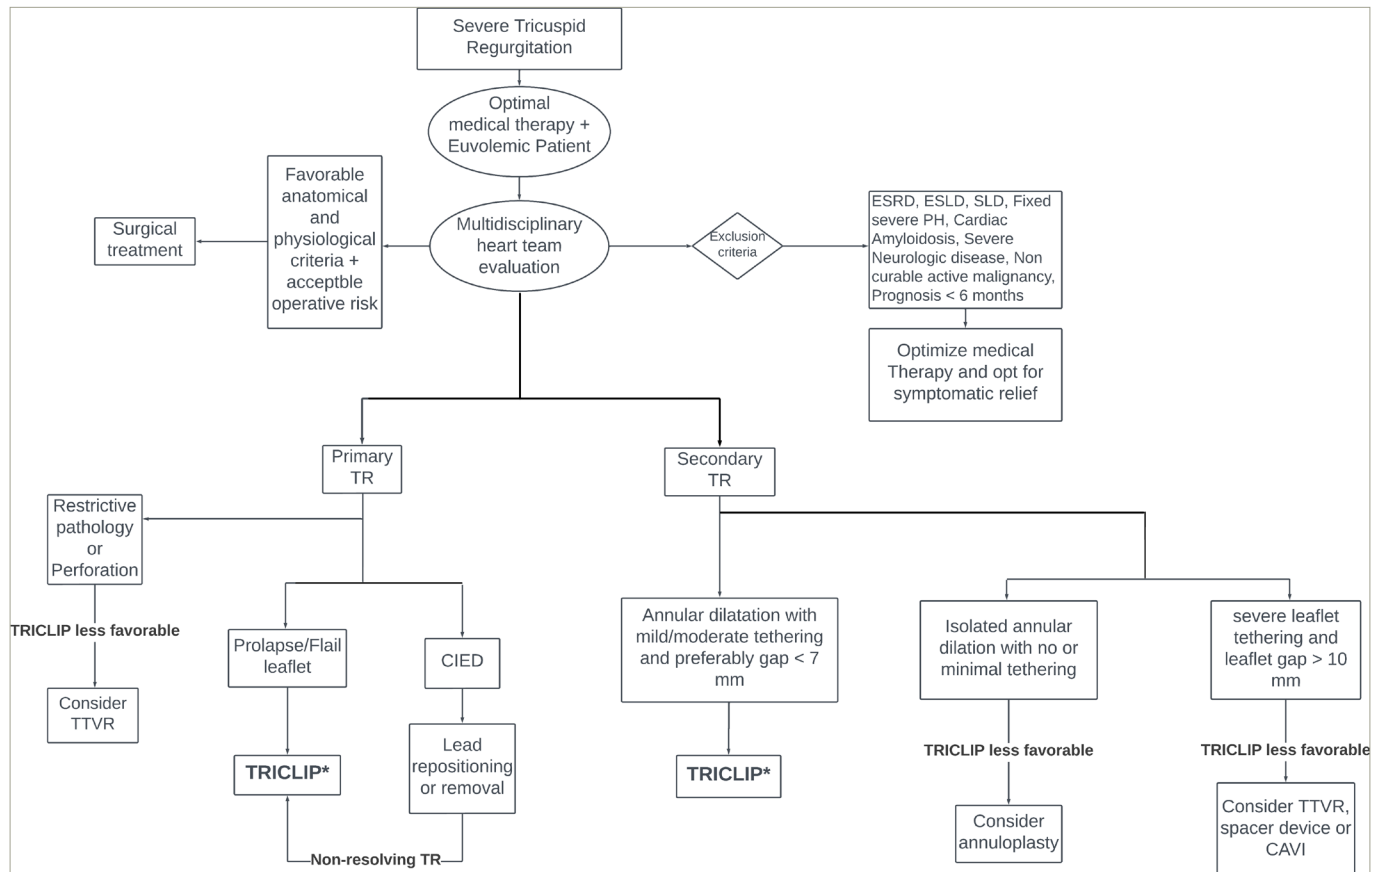 Severe Tricuspid
Regurgitation
Optimal
medical therapy +
Euvolemic Patient
Favorable
anatomical
and
physiological
criteria +
acceptble
operative risk
Surgical
treatment
Multidisciplinary
heart team
evaluation
Exclusion
criteria
ESRD, ESLD, SLD, Fixed
severe PH, Cardiac
Amyloidosis, Severe
Neurologic disease, Non
curable active malignancy,
Prognosis < 6 months
Optimize medical
Therapy and opt for
symptomatic relief
Primary
TR
Secondary
TR
Restrictive
pathology
or
Perforation
TRICLIP less favorable
Consider
TTVR
Prolapse/Flail
leaflet
TRICLIP*
CIED
Lead
repositioning
or removal
Non-resolving TR
Annular dilatation with
mild/moderate tethering
and preferably gap < 7
mm
TRICLIP*
Isolated annular
dilation with no or
minimal tethering
TRICLIP less favorable
Consider
annuloplasty
severe leaflet
tethering and
leaflet gap > 10
mm
TRICLIP less favorable
Consider TTVR,
spacer device or
CAVI